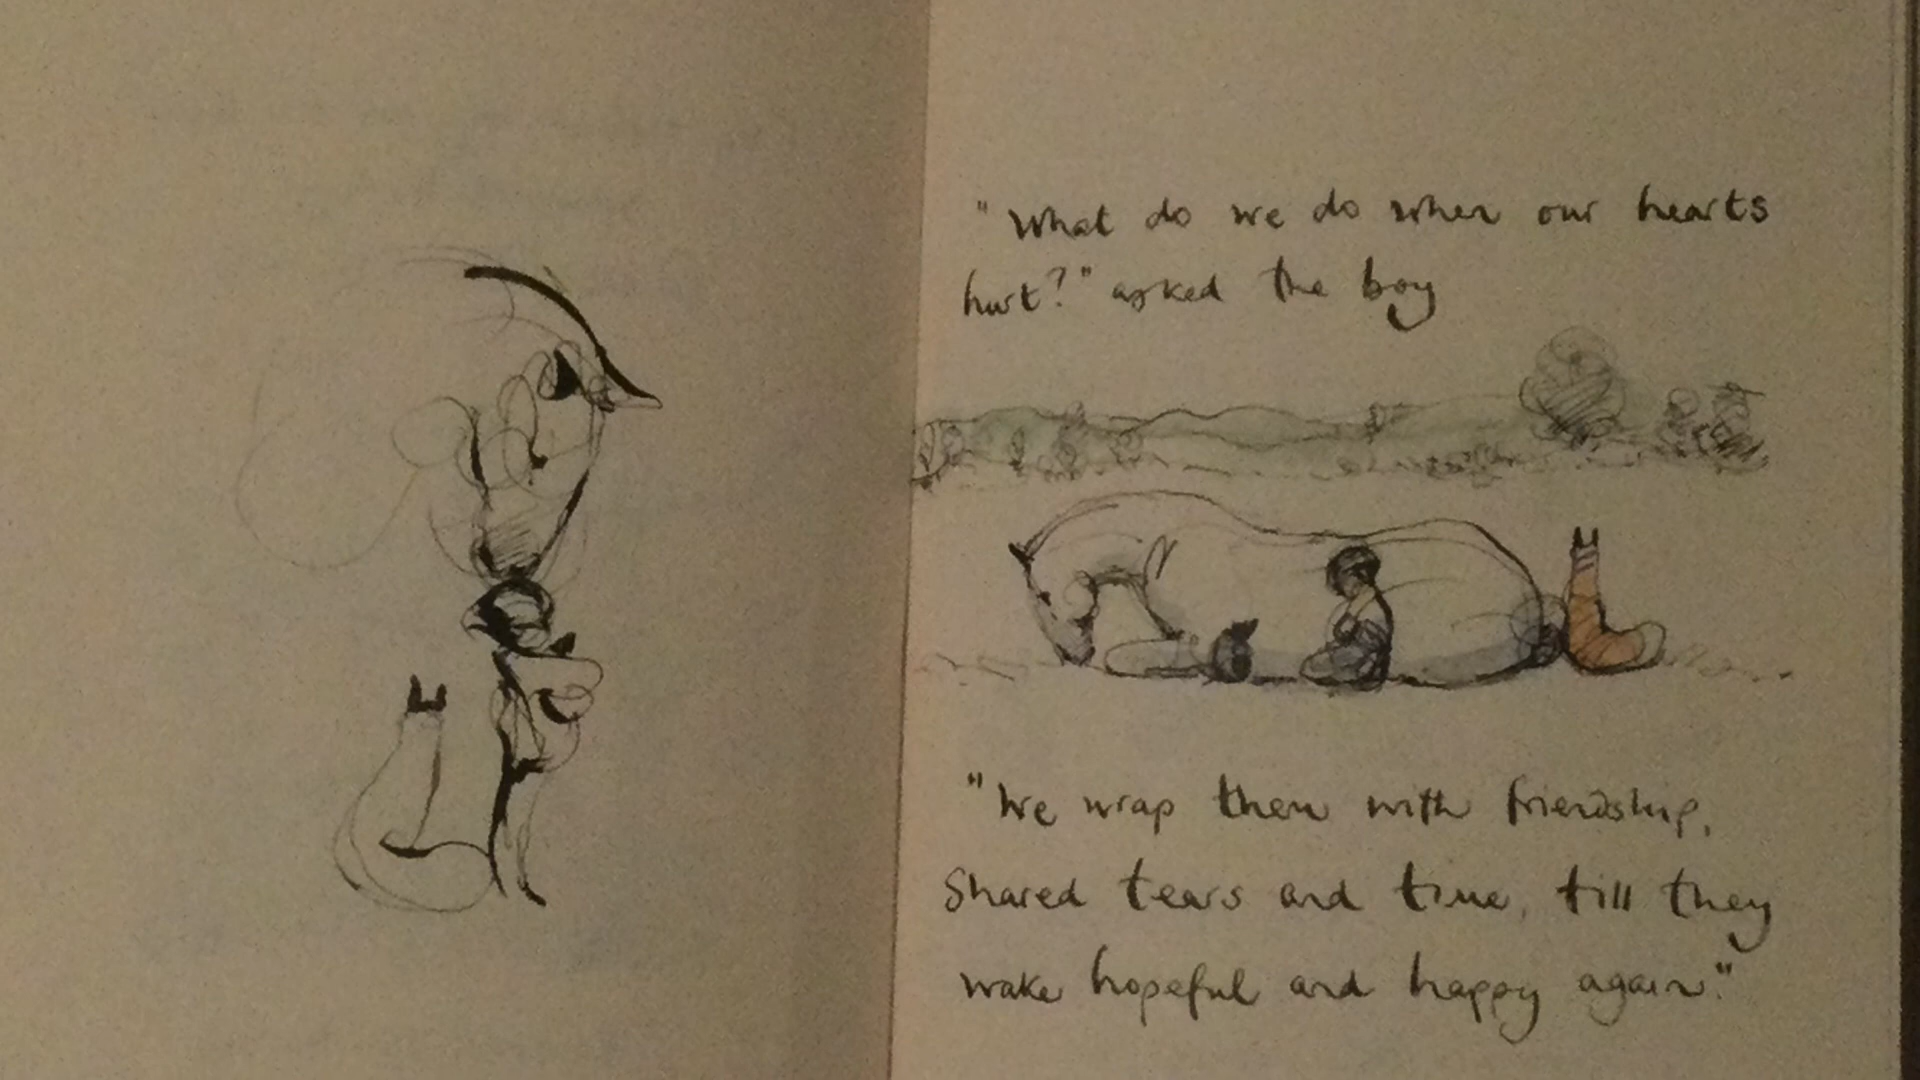 "What do we do when our hearts
hurt?" asked the boy
"We wrap them with friendship,
Shared tears and time, till they
wake hopeful and happy again."